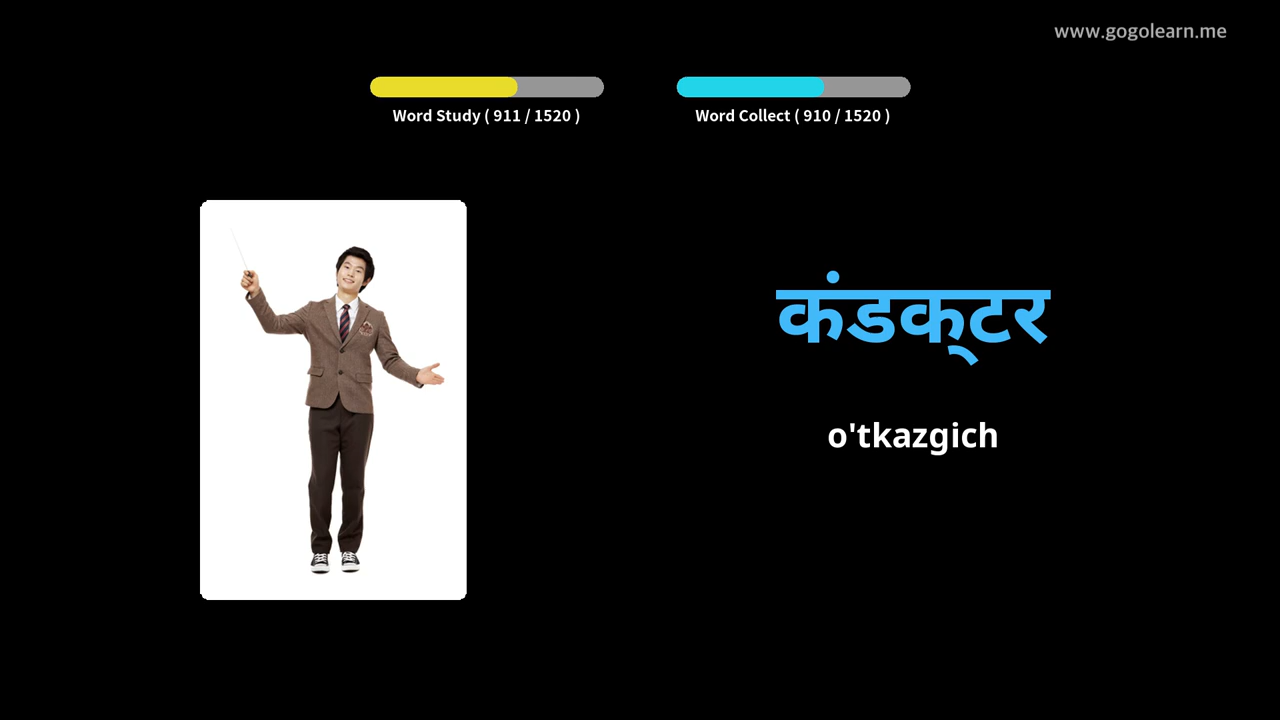 www.gogolearn.me
Word Study ( 911 / 1520 )
Word Collect ( 910 / 1520 )
कंडक्टर
o'tkazgich